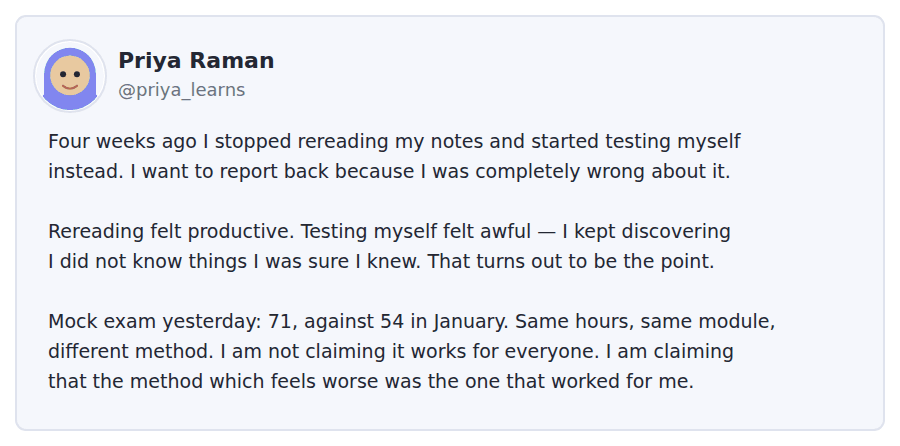 Priya Raman
@priya_learns
Four weeks ago I stopped rereading my notes and started testing myself
instead. I want to report back because I was completely wrong about it.
Rereading felt productive. Testing myself felt awful — I kept discovering
I did not know things I was sure I knew. That turns out to be the point.
Mock exam yesterday: 71, against 54 in January. Same hours, same module,
different method. I am not claiming it works for everyone. I am claiming
that the method which feels worse was the one that worked for me.